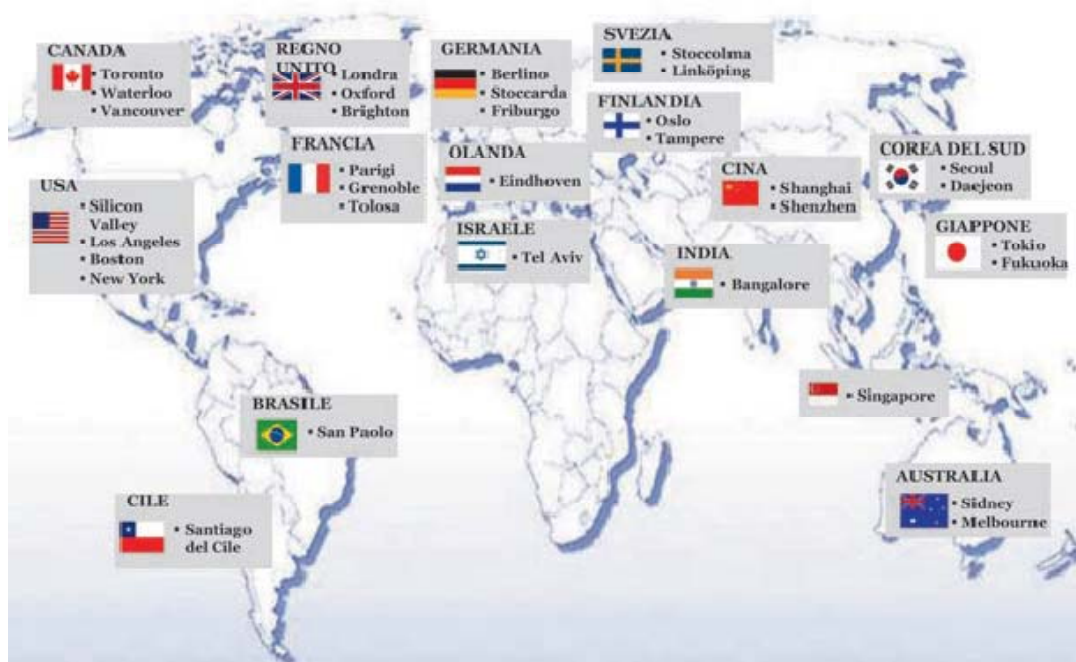 CANADA
• Toronto
• Waterloo
• Vancouver
REGNO
UNITO
• Londra
• Oxford
• Brighton
GERMANIA
• Berlino
• Stoccarda
• Friburgo
SVEZIA
• Stoccolma
• Linköping
FINLANDIA
• Oslo
• Tampere
FRANCIA
• Parigi
• Grenoble
• Tolosa
OLANDA
• Eindhoven
CINA
• Shanghai
• Shenzhen
COREA DEL SUD
• Seoul
• Daejeon
USA
• Silicon
Valley
• Los Angeles
• Boston
• New York
ISRAELE
• Tel Aviv
INDIA
• Bangalore
GIAPPONE
• Tokio
• Fukuoka
• Singapore
BRASILE
• San Paolo
AUSTRALIA
• Sidney
• Melbourne
CILE
• Santiago
del Cile